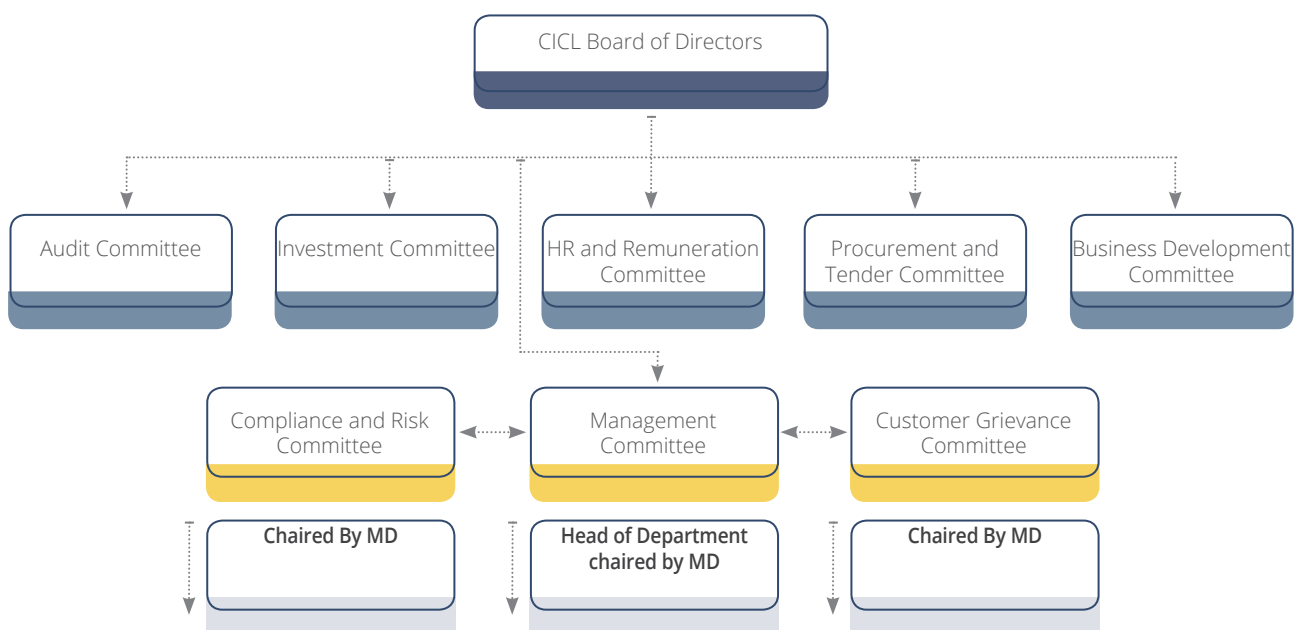 CICL Board of Directors
Audit Committee
Investment Committee
HR and Remuneration
Committee
Procurement and
Tender Committee
Business Development
Committee
Compliance and Risk
Committee
Management
Committee
Customer Grievance
Committee
Chaired By MD
Head of Department
chaired by MD
Chaired By MD